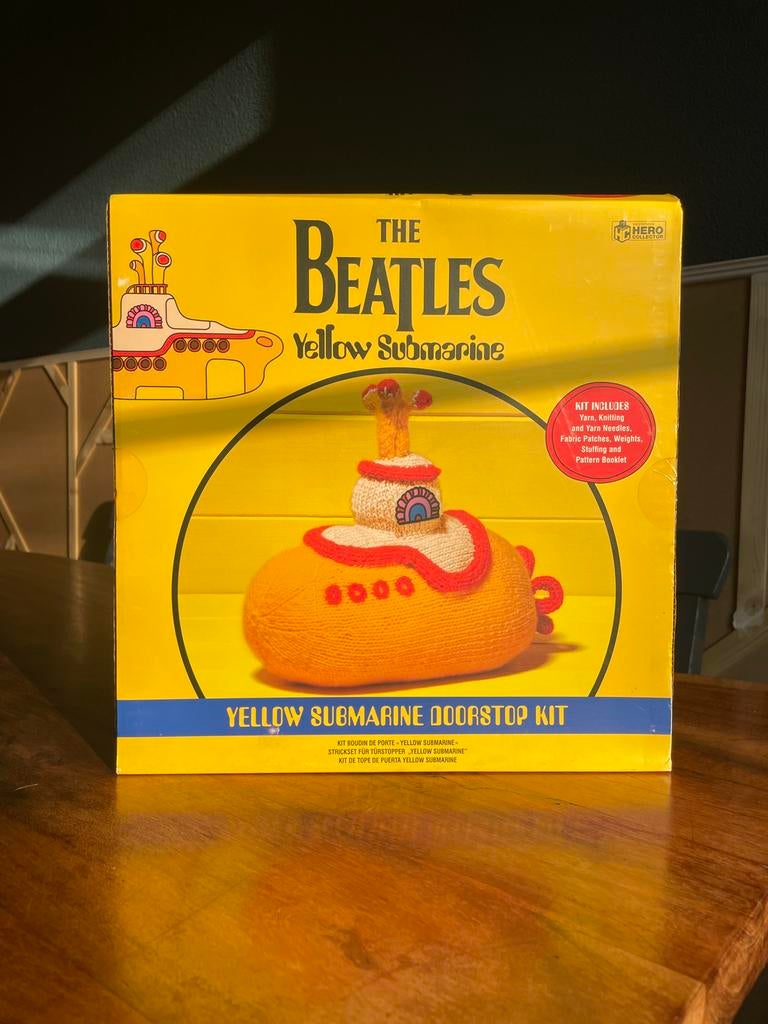 THE
BEATLES
Yellow Submarine
HERO
COLLECTOR
KIT INCLUDES
Yarn, Knitting
and Yarn Needles,
Fabric Patches, Weights,
Stuffing and
Pattern Booklet
YELLOW SUBMARINE DOORSTOP KIT
KIT BOUDIN DE PORTE «YELLOW SUBMARINE»
STRICKSET FÜR TÜRSTOPPER „YELLOW SUBMARINE“
KIT DE TOPE DE PUERTA YELLOW SUBMARINE